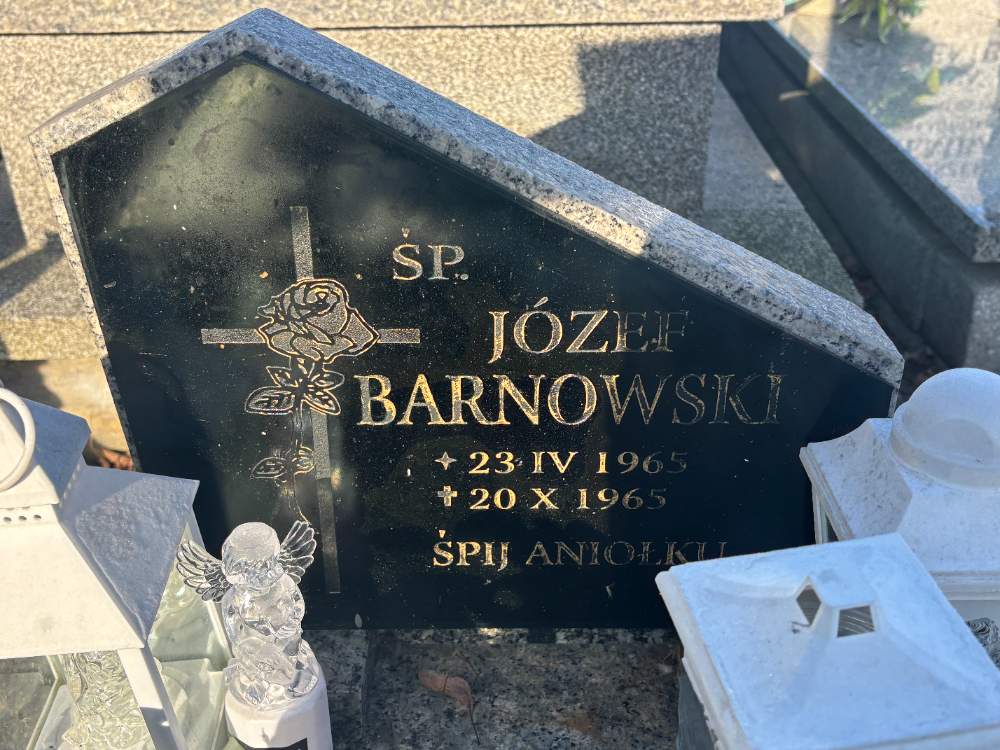 ŚP.
JÓZEF
BARNOWSKI
23 IV 1965
20 X 1965
ŚPIJ ANIOŁKU